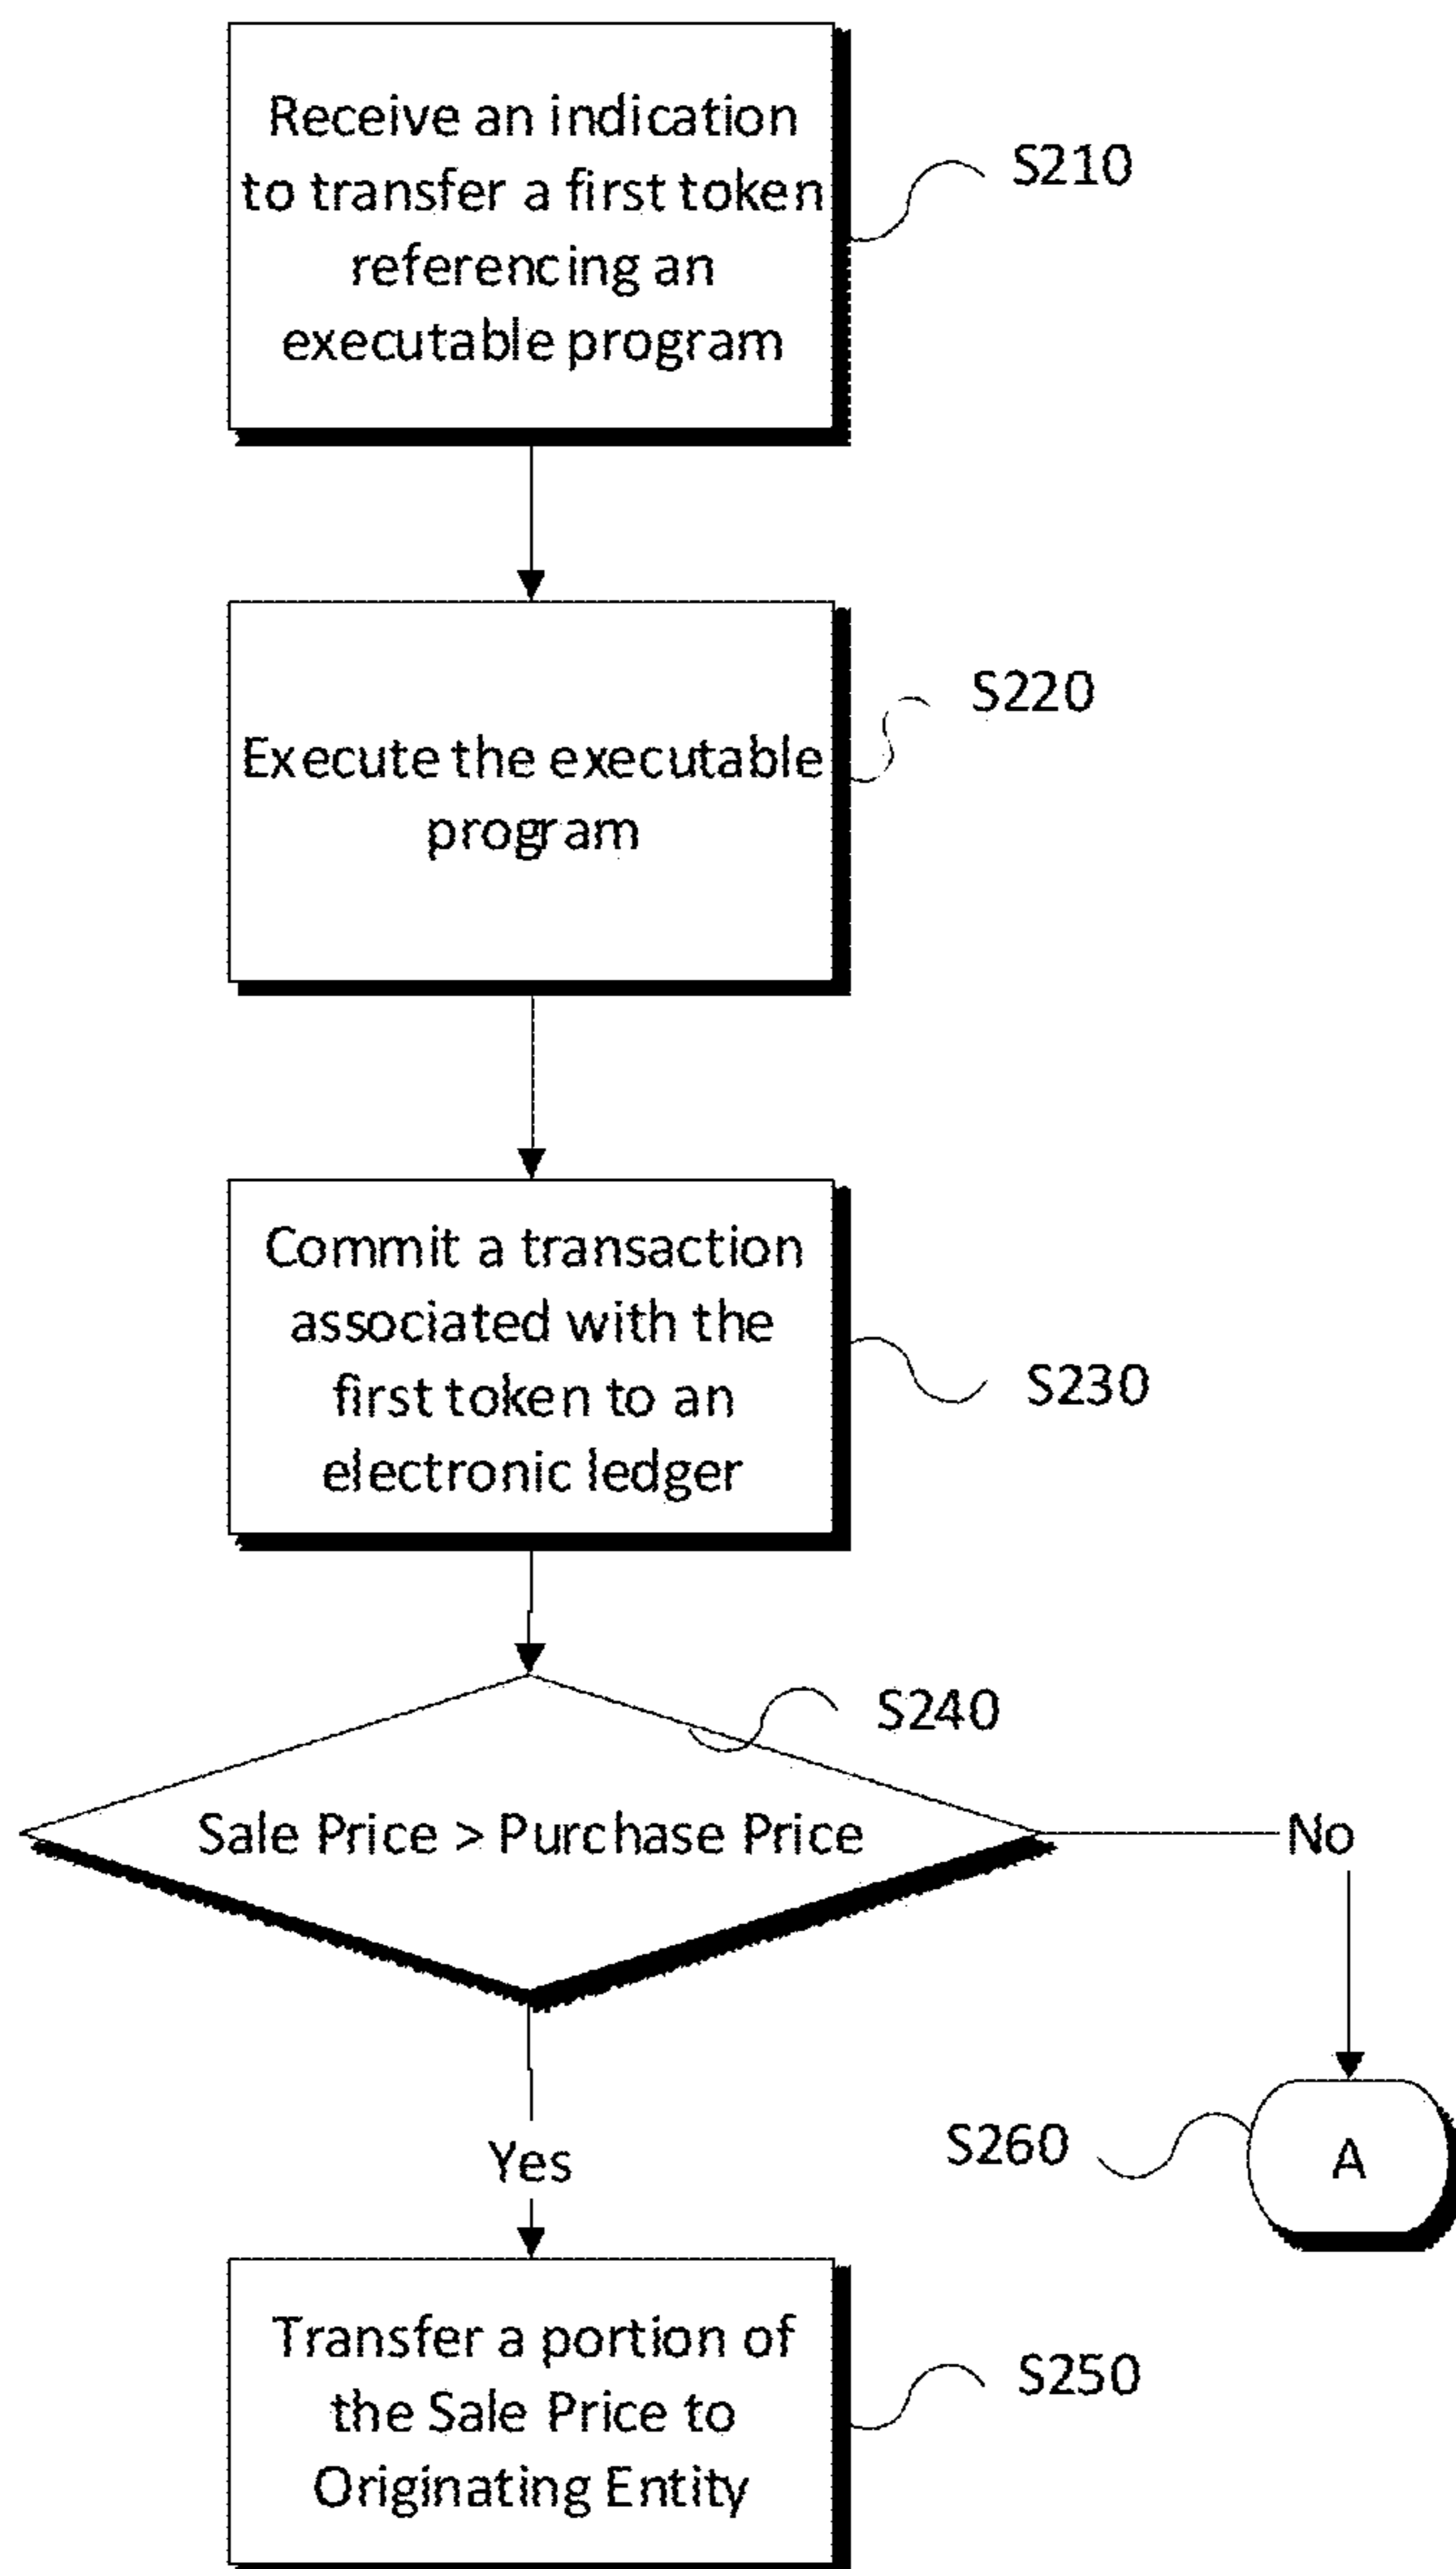 Receive an indication
to transfer a first token
referencing an
executable program
S210
Execute the executable
program
S220
Commit a transaction
associated with the
first token to an
electronic ledger
S230
S240
Sale Price > Purchase Price
No
Yes
S260
A
Transfer a portion of
the Sale Price to
Originating Entity
S250